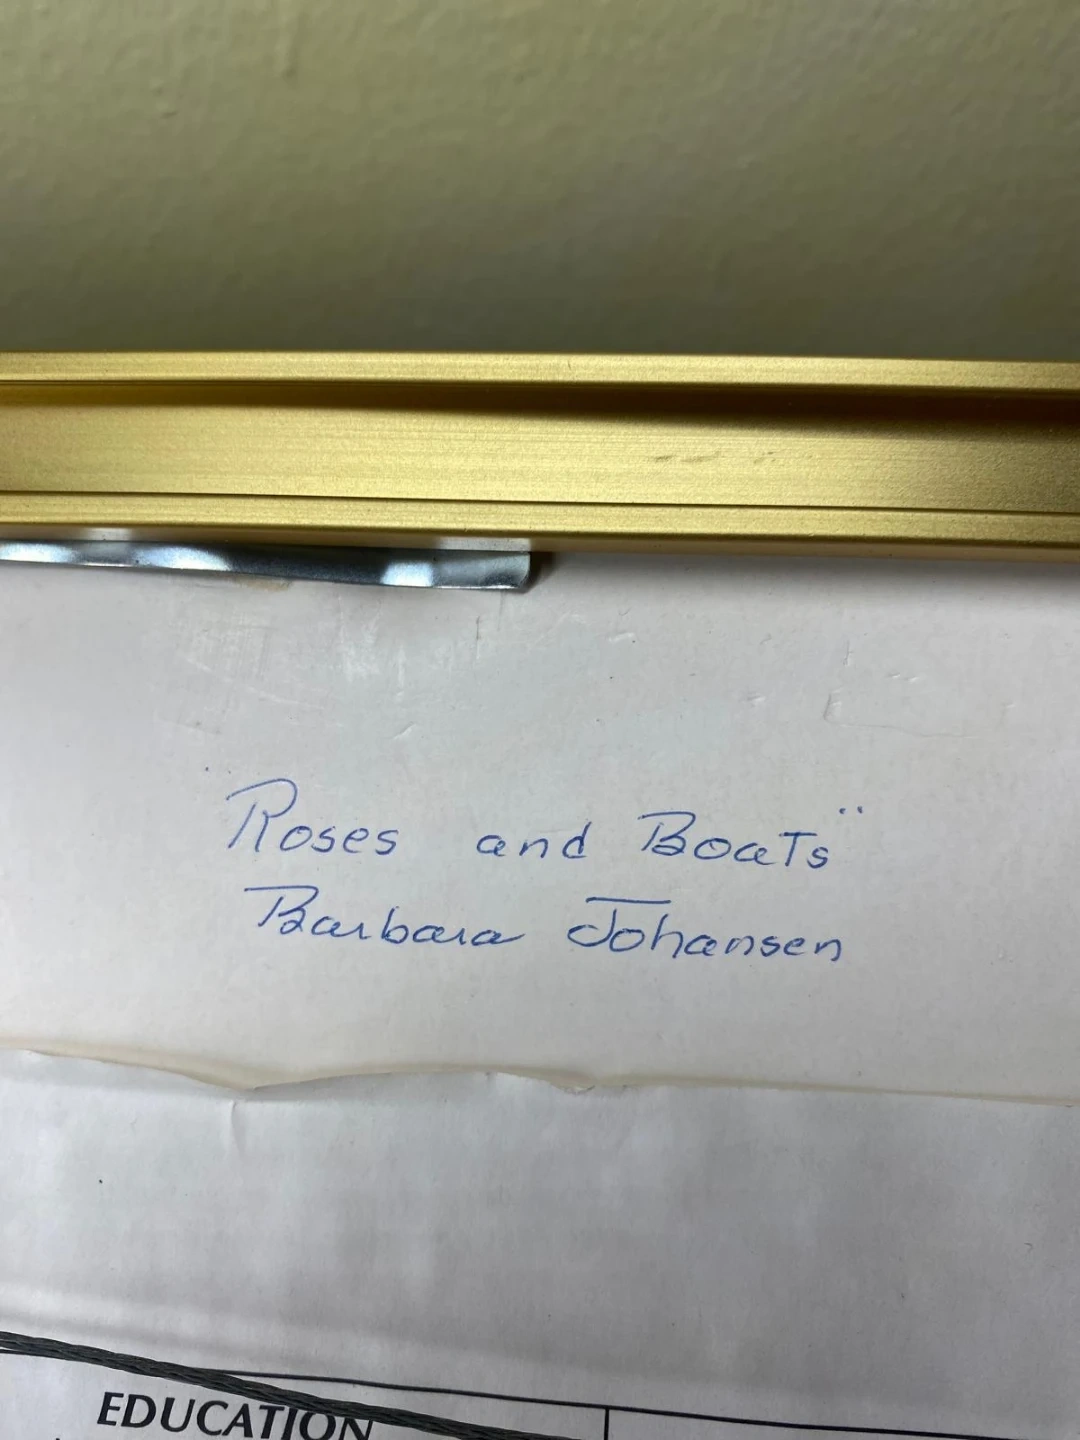 Roses and Boats"
Barbara Johansen
EDUCATION